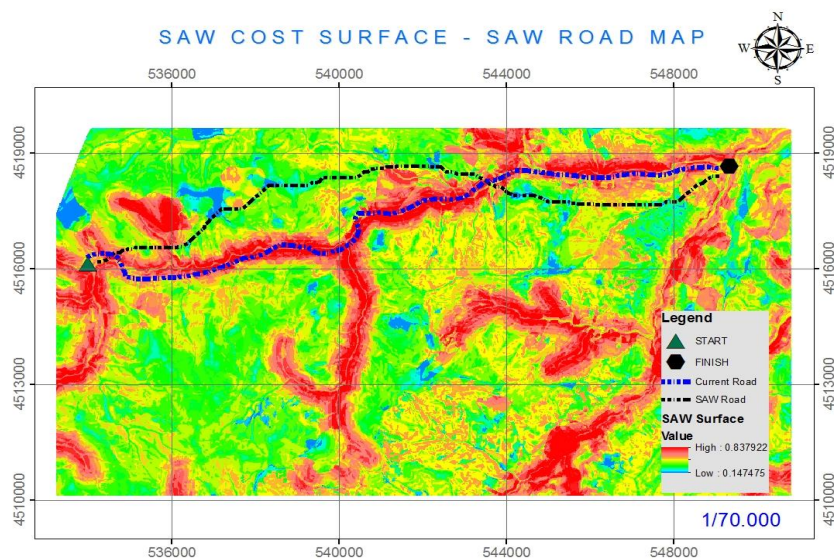 SAW COST SURFACE - SAW ROAD MAP
N
W E
S
536000 540000 544000 548000
4519000 4519000
4516000 4516000
4513000 4513000
4510000 4510000
Legend
START
FINISH
Current Road
SAW Road
SAW Surface
Value
High : 0.837922
Low : 0.147475
1/70.000
536000 540000 544000 548000